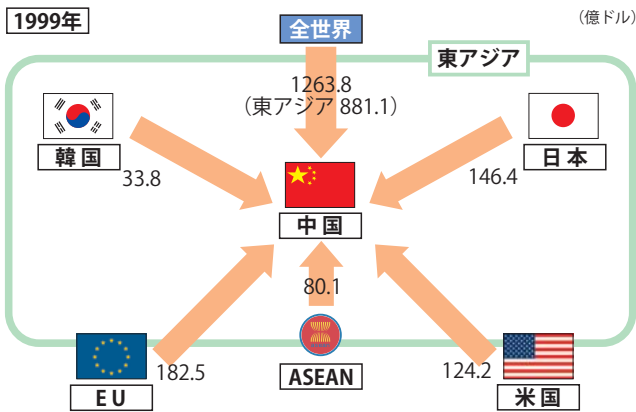 1999年
（億ドル）
全世界
東アジア
1263.8
（東アジア 881.1）
韓国
日本
33.8
146.4
中国
80.1
182.5
ASEAN
124.2
EU
米国